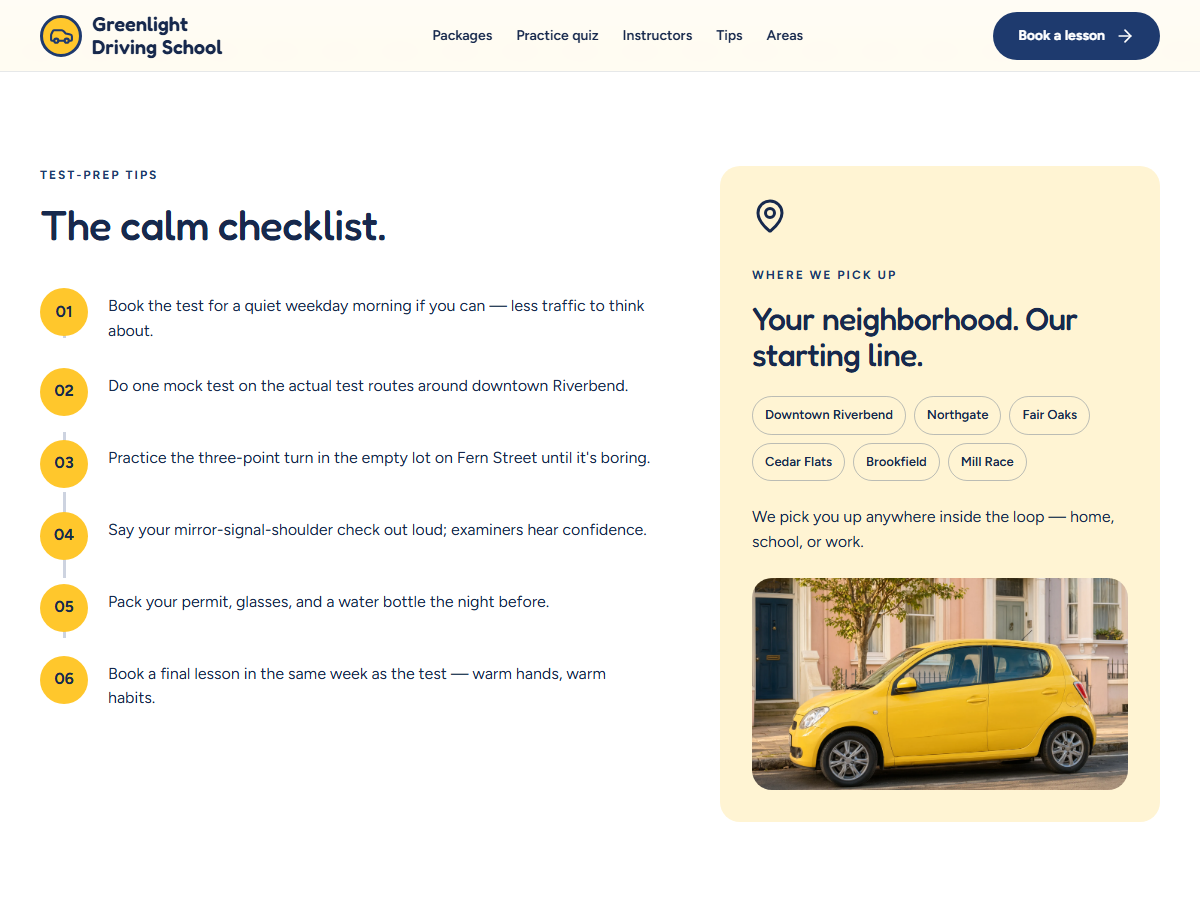 Greenlight
Driving School
Packages
Practice quiz
Instructors
Tips
Areas
Book a lesson
TEST-PREP TIPS
The calm checklist.
01
Book the test for a quiet weekday morning if you can — less traffic to think
about.
02
Do one mock test on the actual test routes around downtown Riverbend.
03
Practice the three-point turn in the empty lot on Fern Street until it's boring.
04
Say your mirror-signal-shoulder check out loud; examiners hear confidence.
05
Pack your permit, glasses, and a water bottle the night before.
06
Book a final lesson in the same week as the test — warm hands, warm
habits.
WHERE WE PICK UP
Your neighborhood. Our
starting line.
Downtown Riverbend
Northgate
Fair Oaks
Cedar Flats
Brookfield
Mill Race
We pick you up anywhere inside the loop — home,
school, or work.